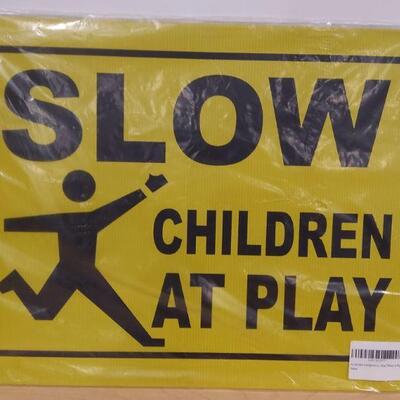 SLOW
CHILDREN
AT PLAY